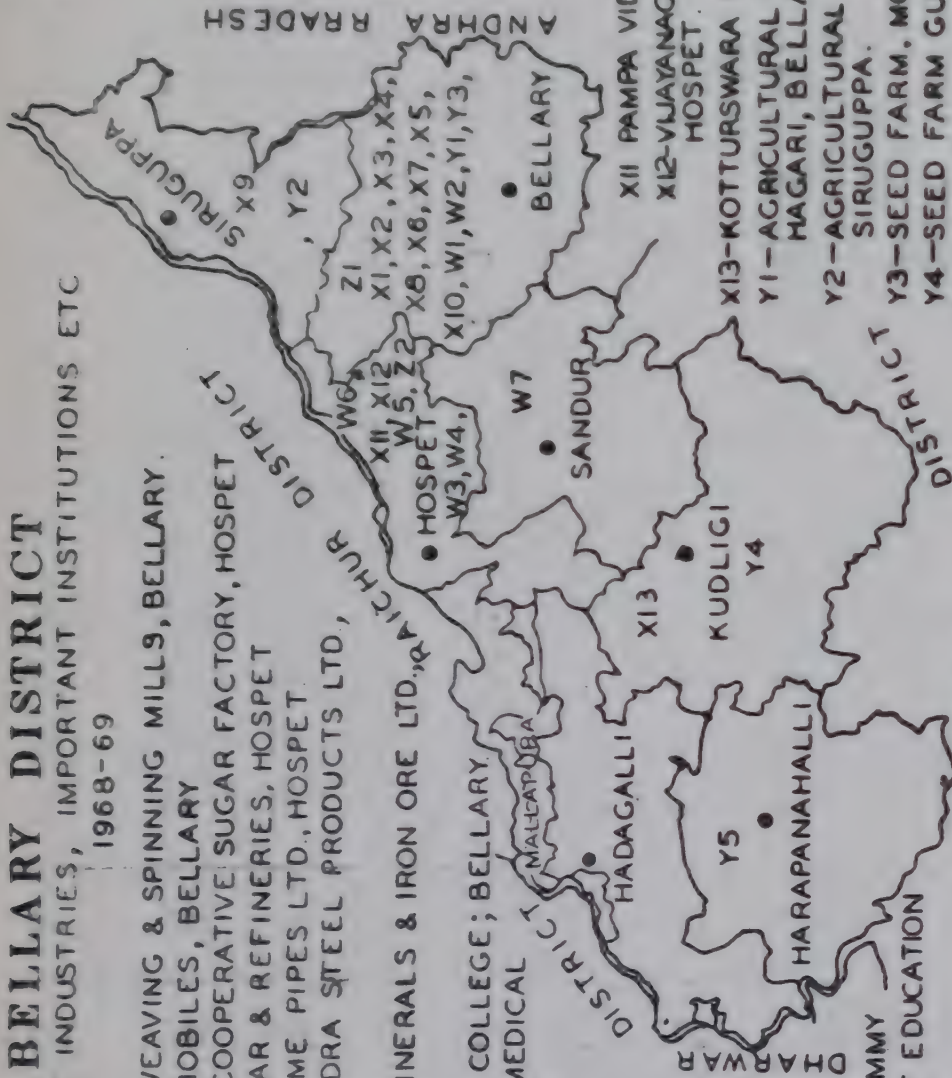 BELLARY DISTRICT
INDUSTRIES, IMPORTANT INSTITUTIONS ETC
1968-69
WEAVING & SPINNING MILLS, BELLARY.
MOBILES, BELLARY
COOPERATIVE SUGAR FACTORY, HOSPET
AR & REFINERIES, HOSPET
ME PIPES LTD., HOSPET.
DRA STEEL PRODUCTS LTD.,
INERALS & IRON ORE LTD.,
COLLEGE; BELLARY
MEDICAL
RAICHUR DISTRICT
ANDHRA PRADESH
SIRUGUPPA
X9
Y2
Z1
X1, X2, X3, X4,
X8, X6, X7, X5,
X10, W1, W2, Y1, Y3,
BELLARY
W6
X11 X12
W5, Z2
HOSPET
W3, W4,
W7
SANDUR
X13
KUDLIGI
Y4
MALLAPURA
HADAGALLI
Y5
HARAPANAHALLI
DHARWAR DISTRICT
DISTRICT
MMY
EDUCATION
X11 PAMPA VI
X12-VIJAYANAG
HOSPET.
X13-KOTTURSWARA
Y1-AGRICULTURAL
HAGARI, BELLA
Y2-AGRICULTURAL
SIRUGUPPA.
Y3-SEED FARM, MO
Y4-SEED FARM GU